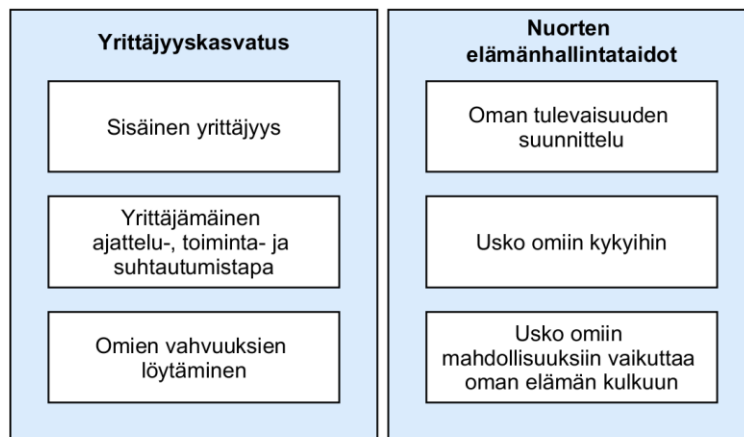 Yrittäjyyskasvatus
Sisäinen yrittäjyys
Yrittäjämäinen
ajattelu-, toiminta- ja
suhtautumistapa
Omien vahvuuksien
löytäminen
Nuorten
elämänhallintataidot
Oman tulevaisuuden
suunnittelu
Usko omiin kykyihin
Usko omiin
mahdollisuuksiin vaikuttaa
oman elämän kulkuun